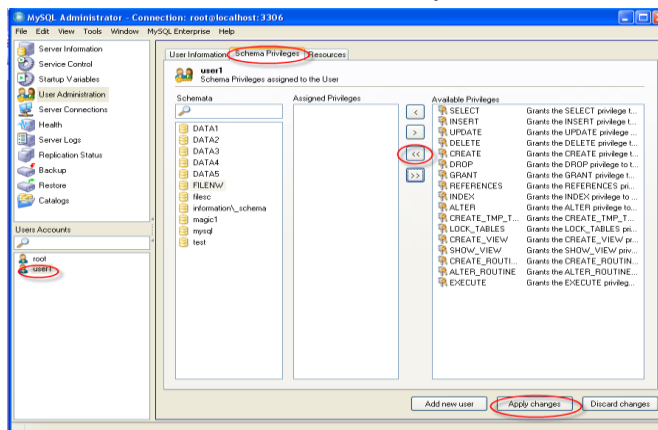 MySQL Administrator - Connection: root@localhost:3306
File Edit View Tools Window MySQL Enterprise Help
Server Information
Service Control
Startup Variables
User Administration
Server Connections
Health
Server Logs
Replication Status
Backup
Restore
Catalogs
Users Accounts
root
user1
User Information
Schema Privileges
Resources
user1
Schema Privileges assigned to the User
Schemata
DATA1
DATA2
DATA3
DATA4
DATA5
FILENW
filesc
information\_schema
magic1
mysql
test
Assigned Privileges
<
>
<<
>>
Available Privileges
SELECT Grants the SELECT privilege t...
INSERT Grants the INSERT privilege t...
UPDATE Grants the UPDATE privilege ...
DELETE Grants the DELETE privilege t...
CREATE Grants the CREATE privilege t...
DROP Grants the DROP privilege to t...
GRANT Grants the GRANT privilege t...
REFERENCES Grants the REFERENCES pri...
INDEX Grants the INDEX privilege to ...
ALTER Grants the ALTER privilege to...
CREATE_TMP_T... Grants the CREATE_TMP_T...
LOCK_TABLES Grants the LOCK_TABLES pri...
CREATE_VIEW Grants the CREATE_VIEW pr...
SHOW_VIEW Grants the SHOW_VIEW priv...
CREATE_ROUTI... Grants the CREATE_ROUTIN...
ALTER_ROUTINE Grants the ALTER_ROUTINE...
EXECUTE Grants the EXECUTE privileg...
Add new user
Apply changes
Discard changes